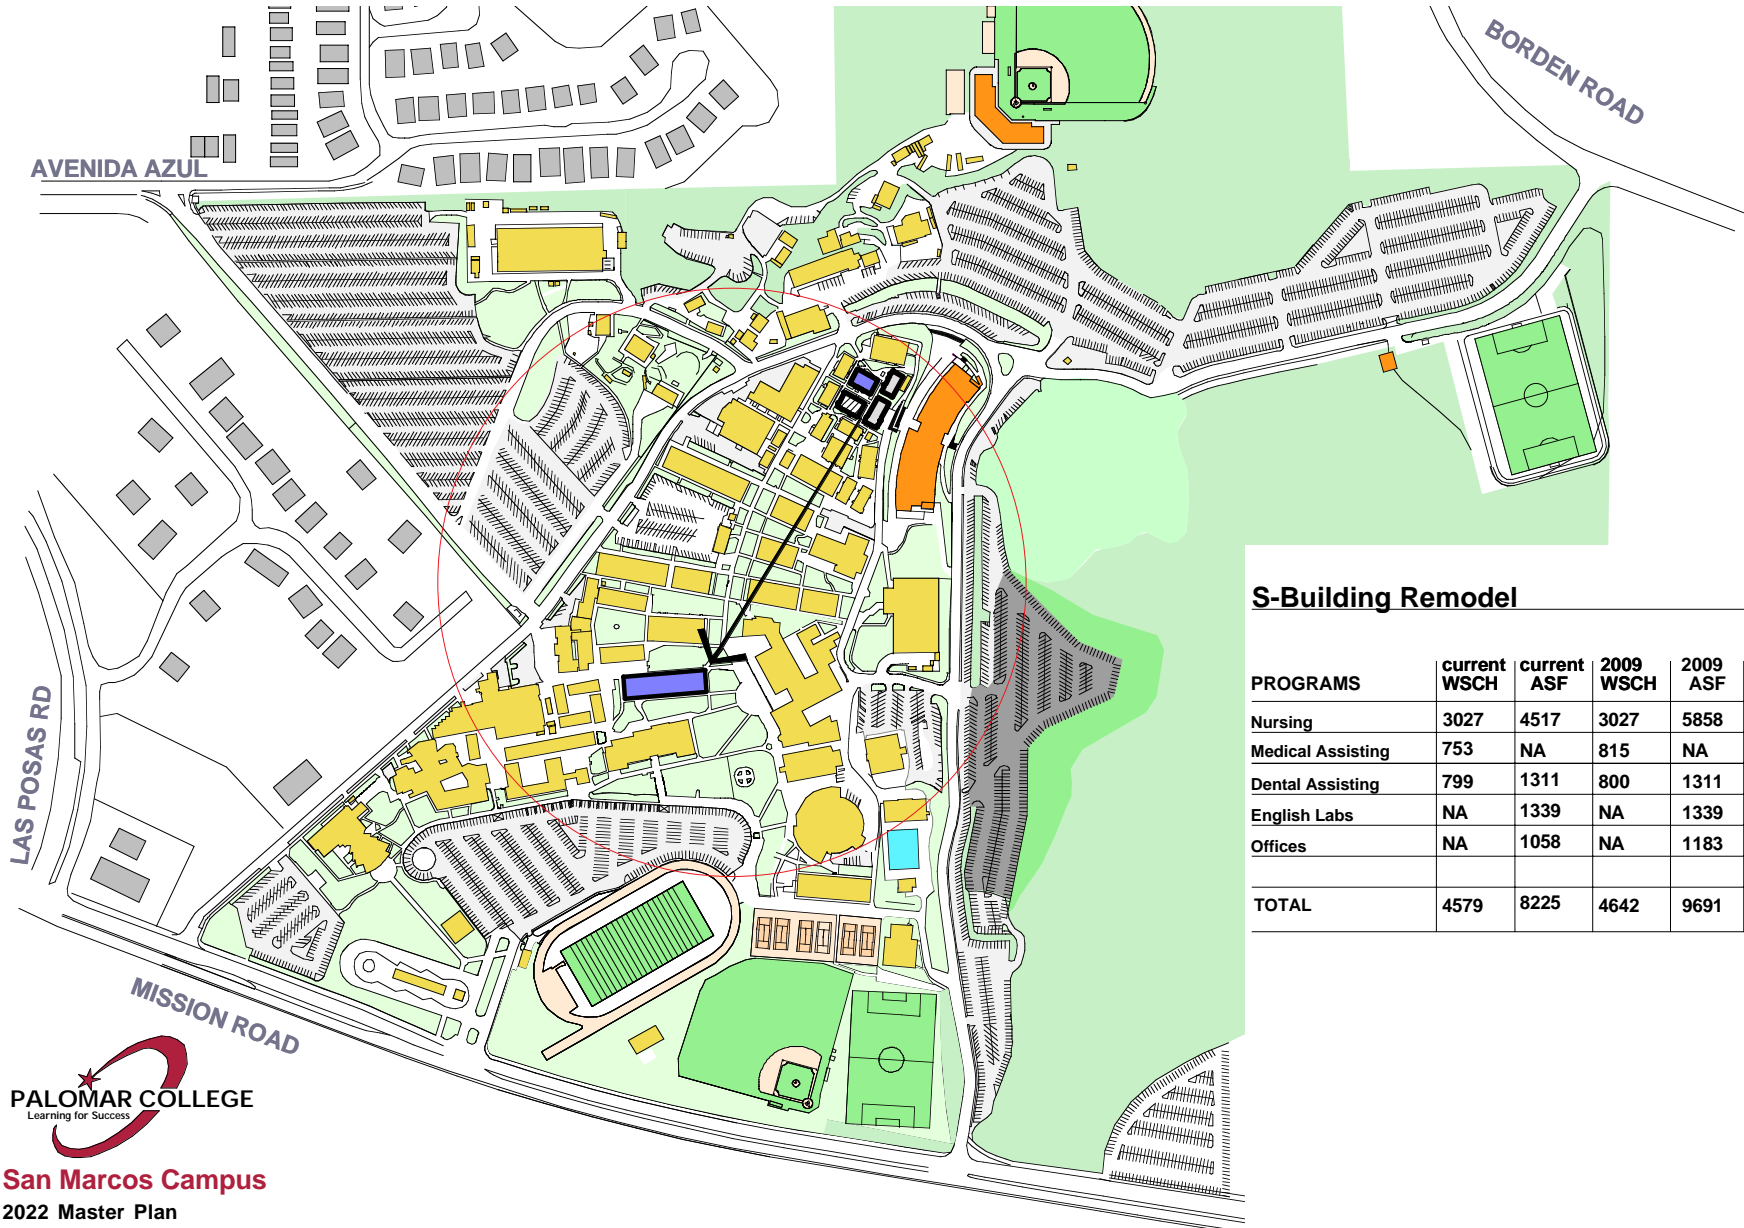 BORDEN ROAD
AVENIDA AZUL
LAS POSAS RD
MISSION ROAD
S-Building Remodel
PROGRAMS current WSCH current ASF 2009 WSCH 2009 ASF
Nursing 3027 4517 3027 5858
Medical Assisting 753 NA 815 NA
Dental Assisting 799 1311 800 1311
English Labs NA 1339 NA 1339
Offices NA 1058 NA 1183
TOTAL 4579 8225 4642 9691
PALOMAR COLLEGE
Learning for Success
San Marcos Campus
2022 Master Plan